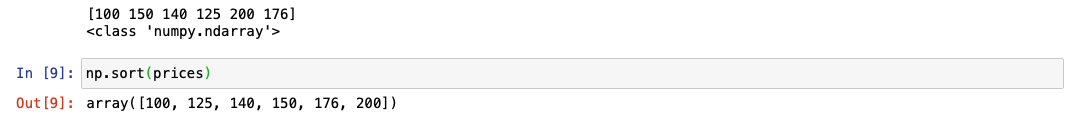 [100 150 140 125 200 176]
<class 'numpy.ndarray'>
In [9]: np.sort(prices)
Out[9]: array([100, 125, 140, 150, 176, 200])